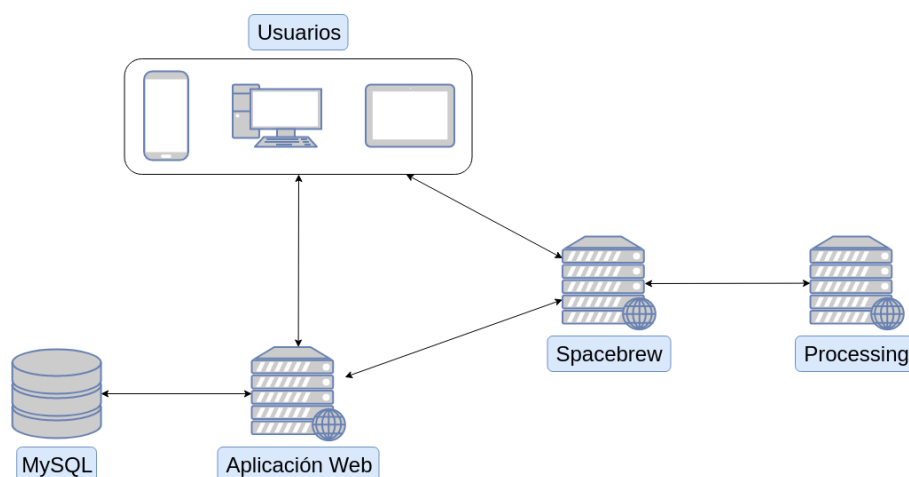 Usuarios
Spacebrew
Processing
MySQL
Aplicación Web